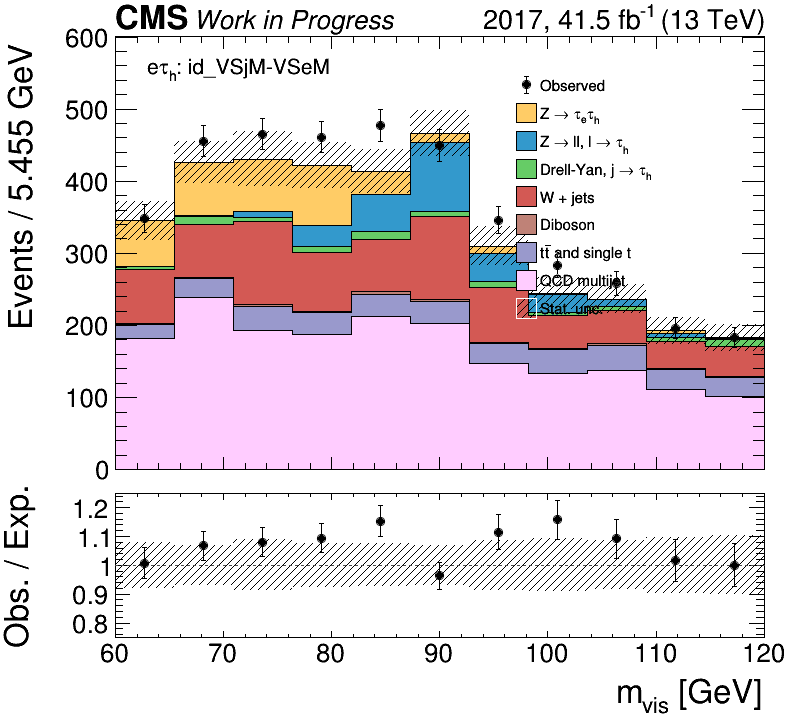 CMS Work in Progress
2017, 41.5 fb⁻¹ (13 TeV)
eτₕ: id_VSjM-VSeM
Observed
Z → τₑτₕ
Z → ll, l → τₕ
Drell-Yan, j → τₕ
W + jets
Diboson
tt̄ and single t
QCD multijet
Stat. unc.
Events / 5.455 GeV
600
500
400
300
200
100
0
Obs. / Exp.
1.2
1.1
1
0.9
0.8
60 70 80 90 100 110 120
m_vis [GeV]